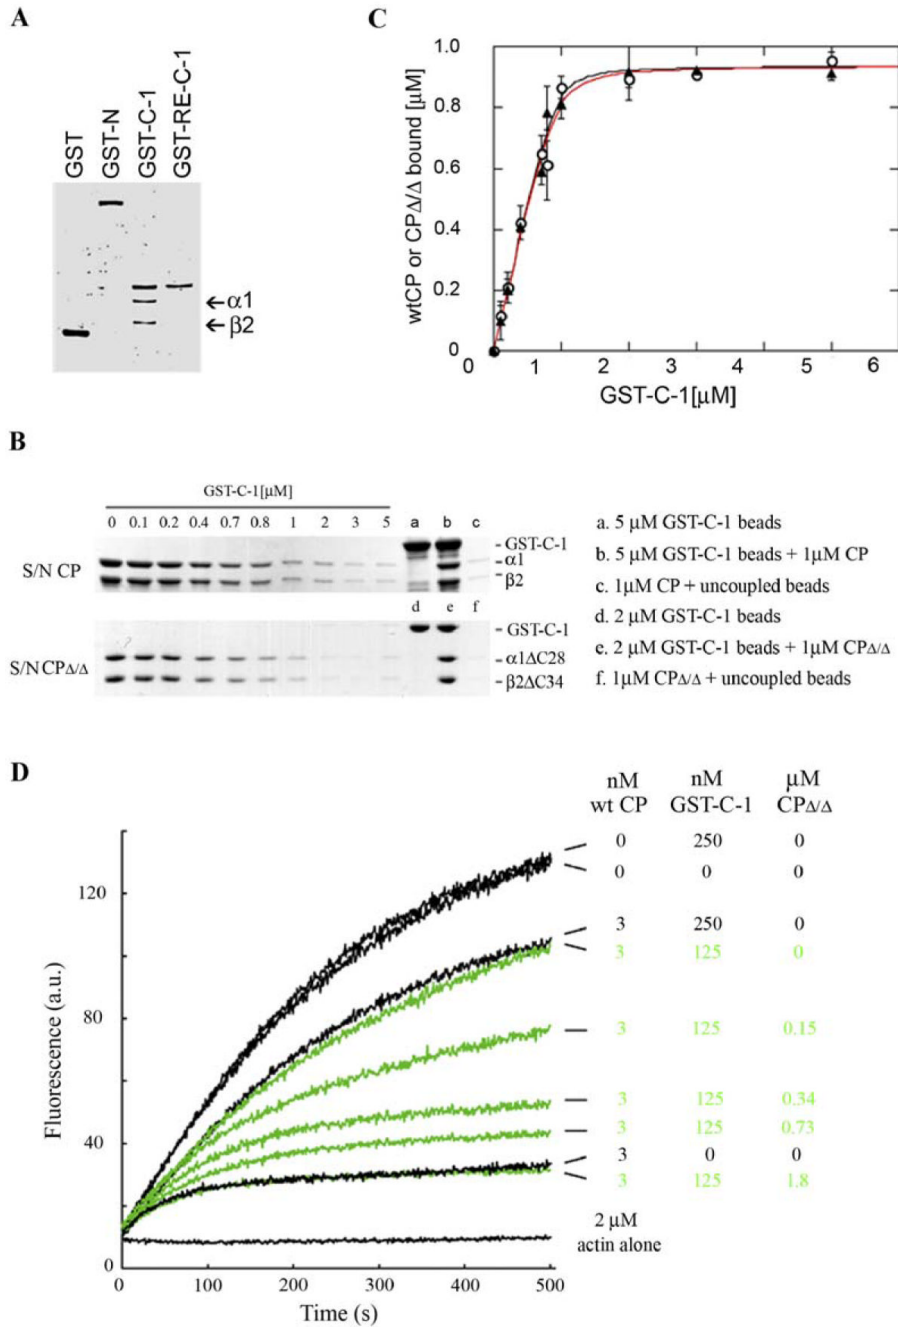 A
GST
GST-N
GST-C-1
GST-RE-C-1
←α1
←β2
C
wtCP or CPΔ/Δ bound [μM]
1.0
0.8
0.6
0.4
0.2
0
0 1 2 3 4 5 6
GST-C-1[μM]
B
GST-C-1[μM]
0 0.1 0.2 0.4 0.7 0.8 1 2 3 5 a b c
S/N CP
GST-C-1
α1
β2
d e f
S/N CPΔ/Δ
GST-C-1
α1ΔC28
β2ΔC34
a. 5 μM GST-C-1 beads
b. 5 μM GST-C-1 beads + 1μM CP
c. 1μM CP + uncoupled beads
d. 2 μM GST-C-1 beads
e. 2 μM GST-C-1 beads + 1μM CPΔ/Δ
f. 1μM CPΔ/Δ + uncoupled beads
D
Fluorescence (a.u.)
120
80
40
0
0 100 200 300 400 500
Time (s)
nM nM μM
wt CP GST-C-1 CPΔ/Δ
0 250 0
0 0 0
3 250 0
3 125 0
3 125 0.15
3 125 0.34
3 125 0.73
3 0 0
3 125 1.8
2 μM
actin alone